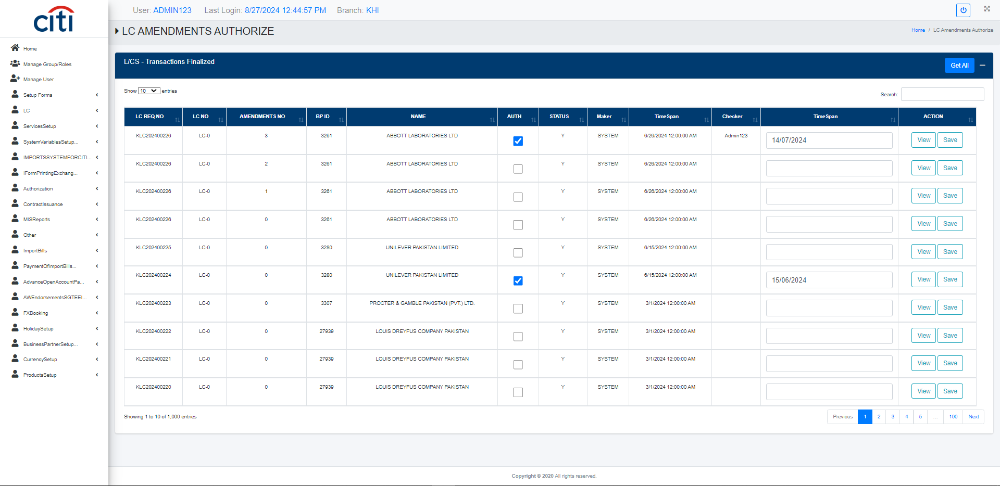 citi
User: ADMIN123 Last Login: 8/27/2024 12:44:57 PM Branch: KHI
LC AMENDMENTS AUTHORIZE
Home / LC Amendments Authorize
Home
Manage Group/Roles
Manage User
Setup Forms
LC
ServicesSetup
SystemVariablesSetup...
IMPORTSSYSTEMFORCITI...
IFormPrintingExchang...
Authorization
ContractIssuance
MISReports
Other
ImportBills
PaymentOfImportBills...
AdvanceOpenAccountPa...
AWEndorsementsSGTEEI...
FXBooking
HolidaySetup
BusinessPartnerSetup...
CurrencySetup
ProductsSetup
L/CS - Transactions Finalized
Get All
Show 10 entries
Search:
LC REQ NO LC NO AMENDMENTS NO BP ID NAME AUTH STATUS Maker TimeSpan Checker TimeSpan ACTION
KLC202400226 LC-0 3 3261 ABBOTT LABORATORIES LTD Y SYSTEM 6/26/2024 12:00:00 AM Admin123 14/07/2024 View Save
KLC202400226 LC-0 2 3261 ABBOTT LABORATORIES LTD Y SYSTEM 6/26/2024 12:00:00 AM View Save
KLC202400226 LC-0 1 3261 ABBOTT LABORATORIES LTD Y SYSTEM 6/26/2024 12:00:00 AM View Save
KLC202400226 LC-0 0 3261 ABBOTT LABORATORIES LTD Y SYSTEM 6/26/2024 12:00:00 AM View Save
KLC202400225 LC-0 0 3280 UNILEVER PAKISTAN LIMITED Y SYSTEM 6/15/2024 12:00:00 AM View Save
KLC202400224 LC-0 0 3280 UNILEVER PAKISTAN LIMITED Y SYSTEM 6/15/2024 12:00:00 AM 15/06/2024 View Save
KLC202400223 LC-0 0 3307 PROCTER & GAMBLE PAKISTAN (PVT.) LTD. Y SYSTEM 3/1/2024 12:00:00 AM View Save
KLC202400222 LC-0 0 27939 LOUIS DREYFUS COMPANY PAKISTAN Y SYSTEM 3/1/2024 12:00:00 AM View Save
KLC202400221 LC-0 0 27939 LOUIS DREYFUS COMPANY PAKISTAN Y SYSTEM 3/1/2024 12:00:00 AM View Save
KLC202400220 LC-0 0 27939 LOUIS DREYFUS COMPANY PAKISTAN Y SYSTEM 3/1/2024 12:00:00 AM View Save
Showing 1 to 10 of 1,000 entries
Previous 1 2 3 4 5 ... 100 Next
Copyright © 2020 All rights reserved.